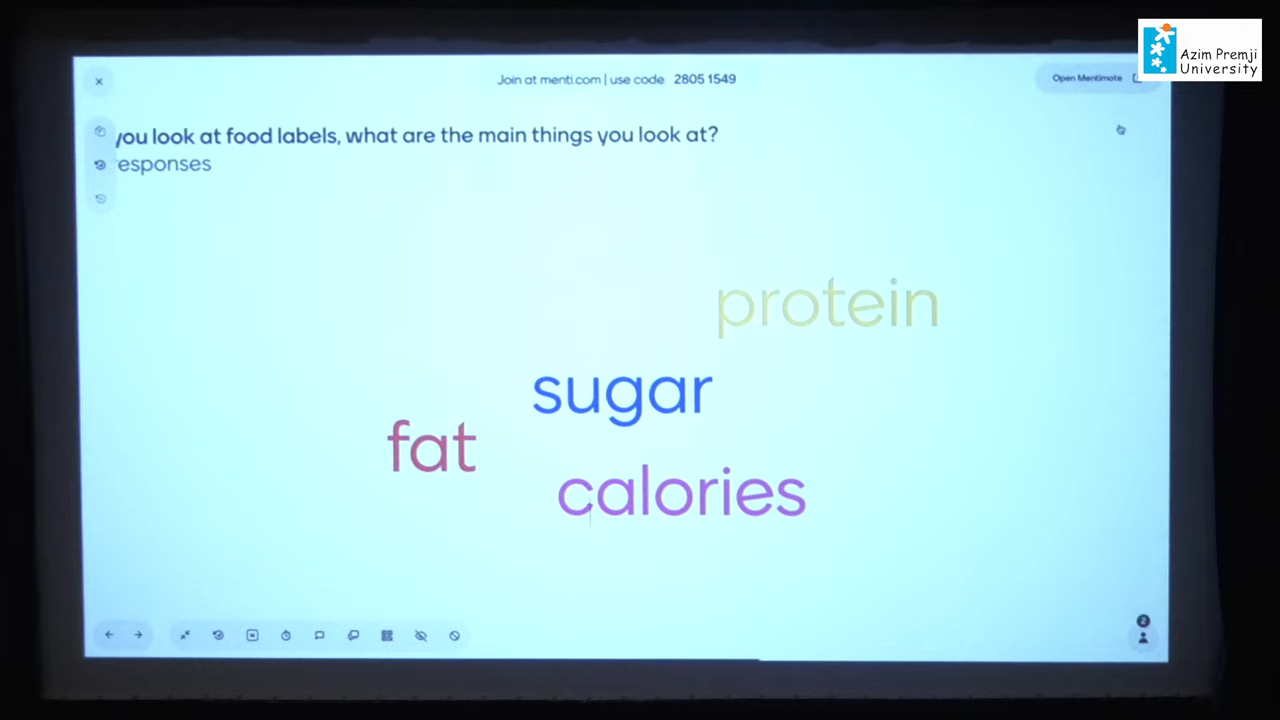 Azim Premji
University
Join at menti.com | use code 2805 1549
Open Mentimote
you look at food labels, what are the main things you look at?
esponses
protein
sugar
fat
calories
2